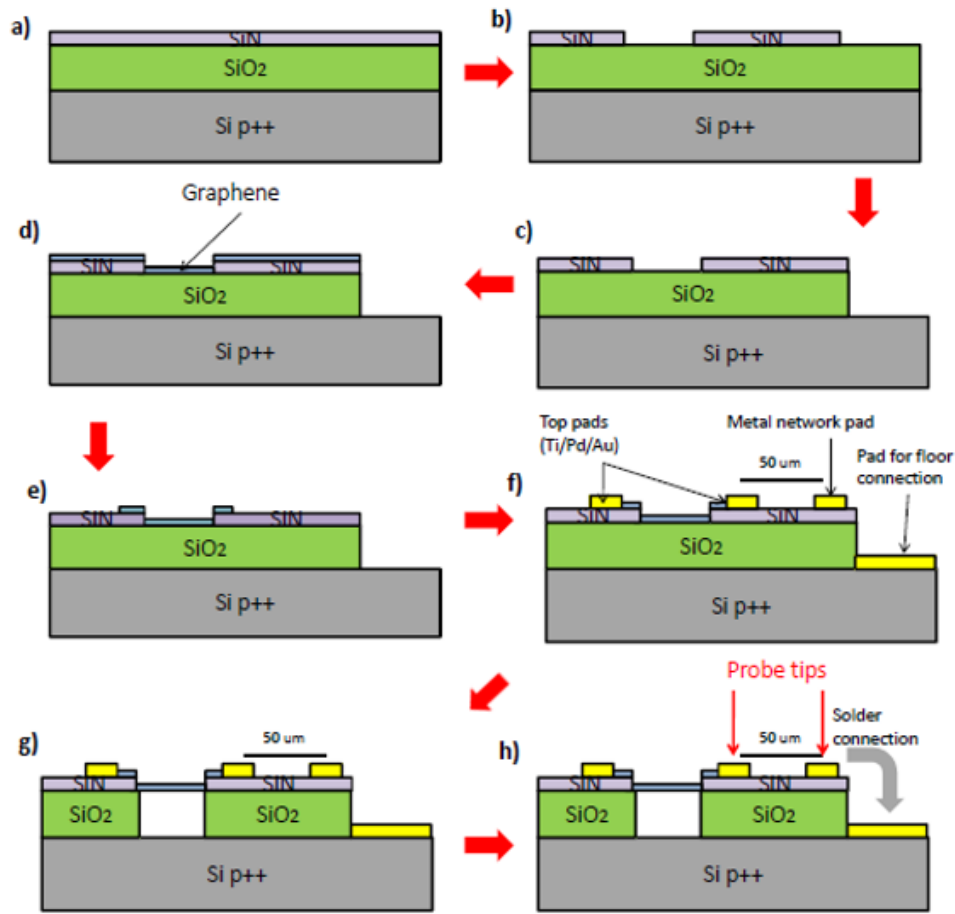 a)
SiN
SiO2
Si p++
b)
SiN
SiN
SiO2
Si p++
Graphene
d)
SIN
SIN
SiO2
Si p++
c)
SIN
SIN
SiO2
Si p++
e)
SIN
SIN
SiO2
Si p++
Top pads
(Ti/Pd/Au)
Metal network pad
50 um
Pad for floor
connection
f)
SIN
SIN
SiO2
Si p++
g)
50 um
SIN
SIN
SiO2
SiO2
Si p++
Probe tips
h)
50 um
Solder
connection
SIN
SIN
SiO2
SiO2
Si p++